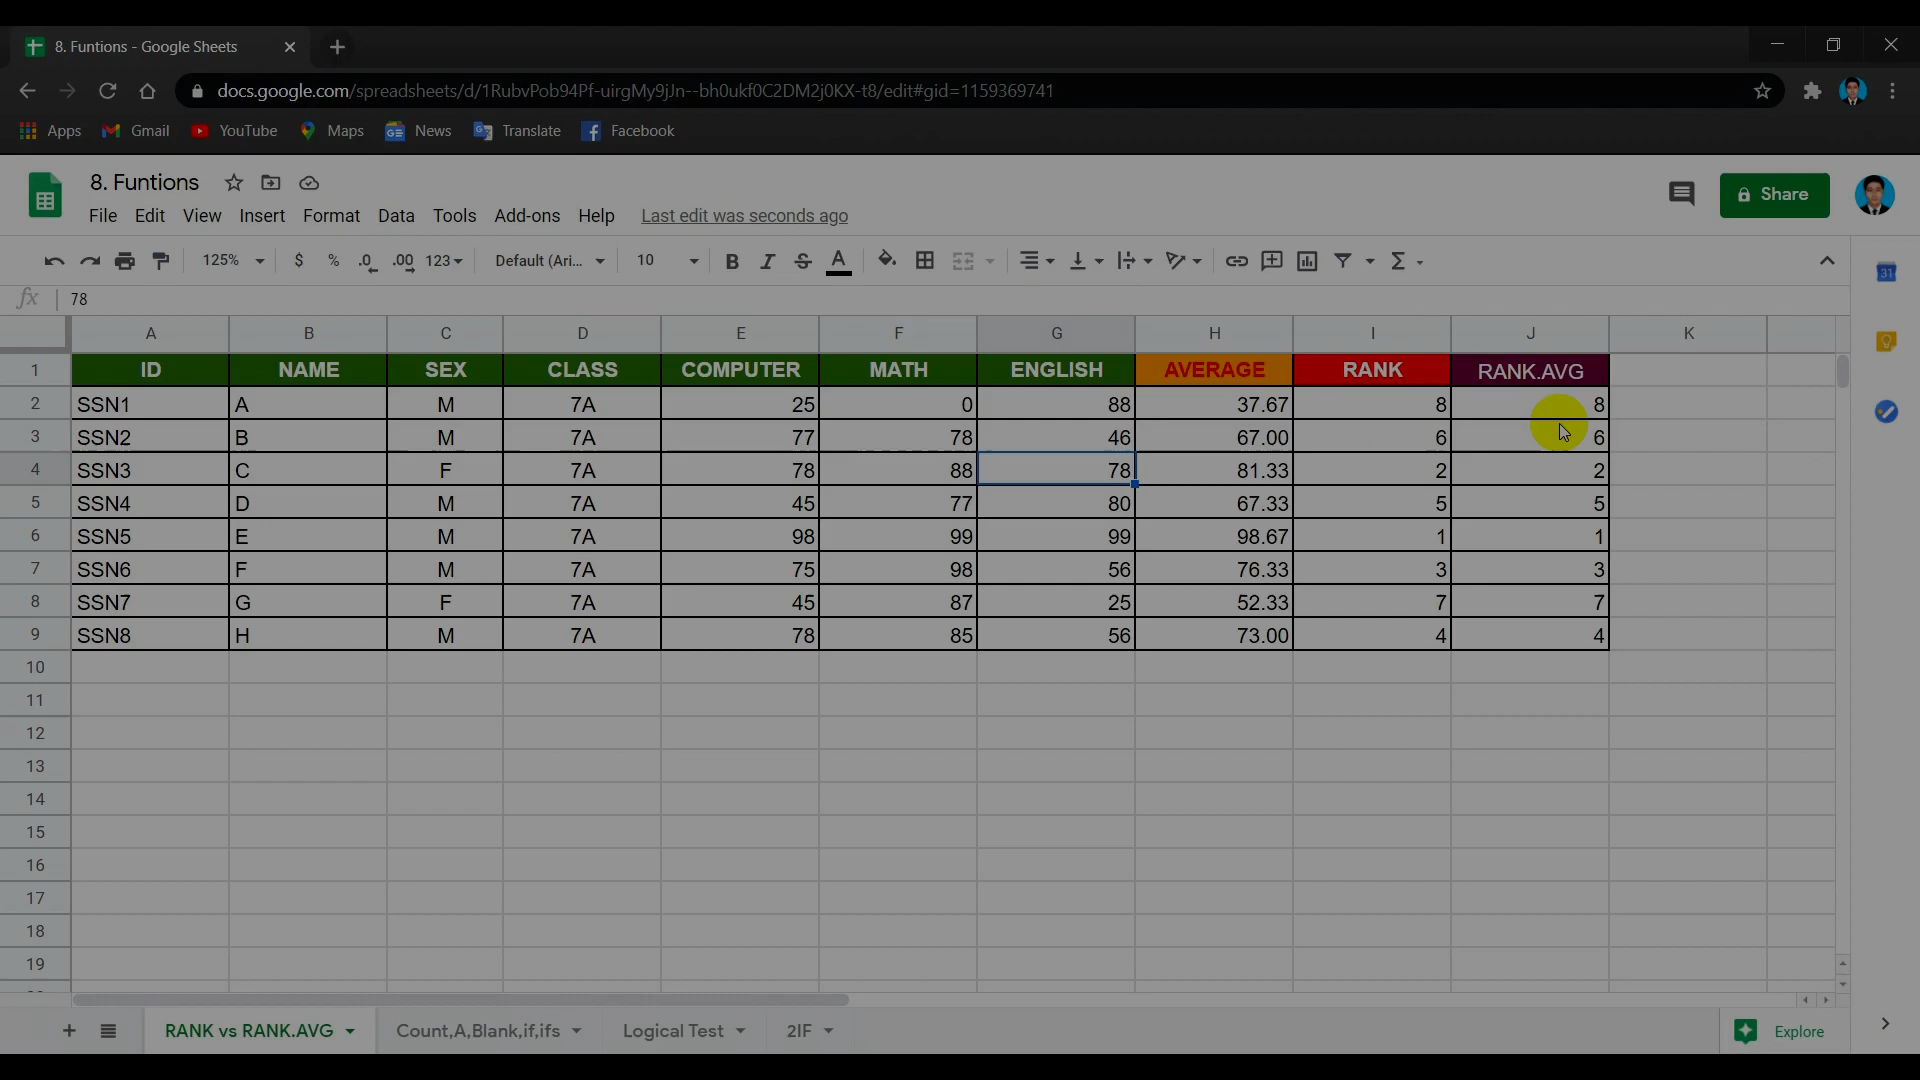 8. Funtions - Google Sheets
docs.google.com/spreadsheets/d/1RubvPob94Pf-uirgMy9jJn--bh0ukf0C2DM2j0KX-t8/edit#gid=1159369741
Apps Gmail YouTube Maps News Translate Facebook
8. Funtions
Share
File Edit View Insert Format Data Tools Add-ons Help Last edit was seconds ago
125% $ % .0 .00 123 Default (Ari... 10 B I S A Σ
31
fx 78
A B C D E F G H I J K
1 ID NAME SEX CLASS COMPUTER MATH ENGLISH AVERAGE RANK RANK.AVG
2 SSN1 A M 7A 25 0 88 37.67 8 8
3 SSN2 B M 7A 77 78 46 67.00 6 6
4 SSN3 C F 7A 78 88 78 81.33 2 2
5 SSN4 D M 7A 45 77 80 67.33 5 5
6 SSN5 E M 7A 98 99 99 98.67 1 1
7 SSN6 F M 7A 75 98 56 76.33 3 3
8 SSN7 G F 7A 45 87 25 52.33 7 7
9 SSN8 H M 7A 78 85 56 73.00 4 4
10
11
12
13
14
15
16
17
18
19
RANK vs RANK.AVG Count,A,Blank,if,ifs Logical Test 2IF Explore